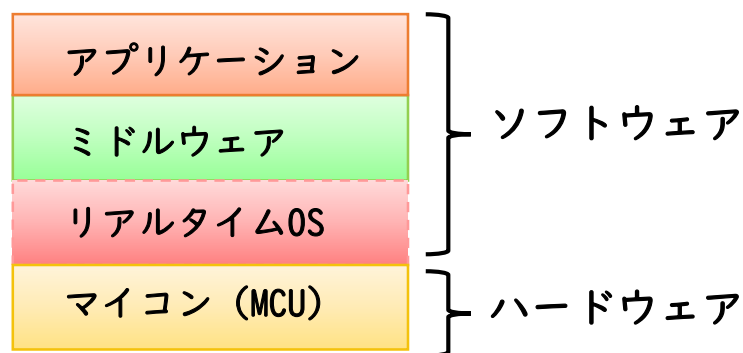 アプリケーション
ミドルウェア
リアルタイムOS
マイコン（MCU）
ソフトウェア
ハードウェア